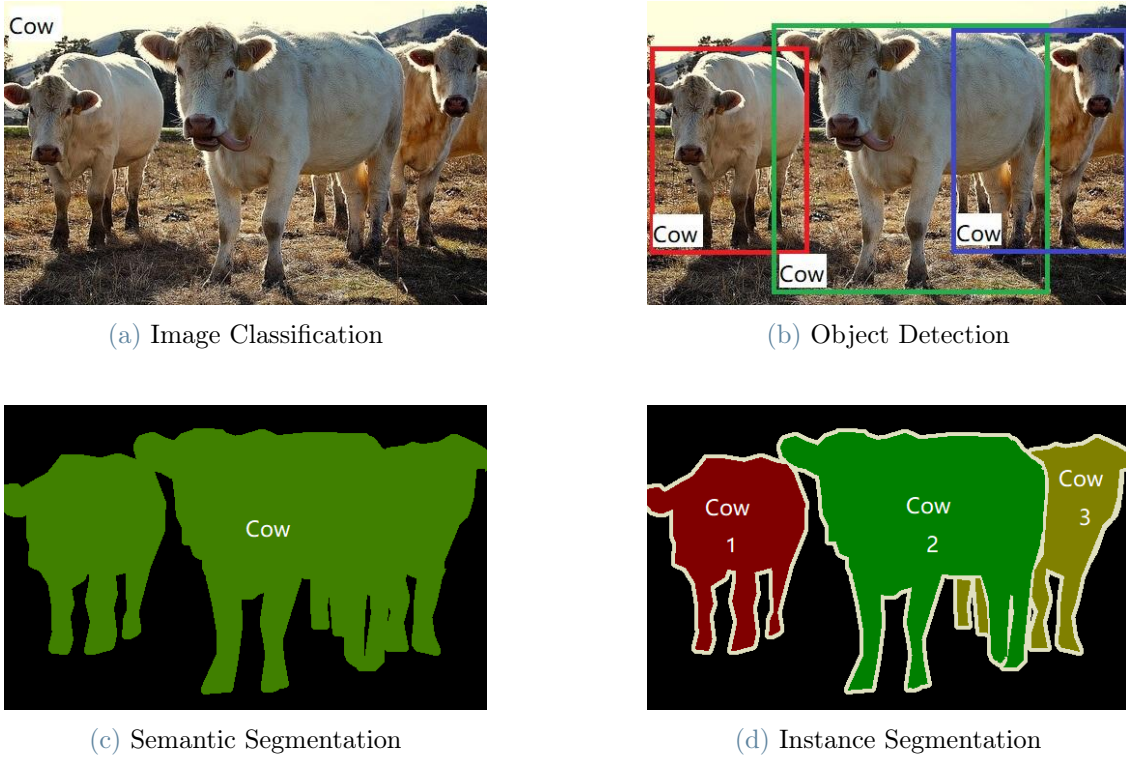 Cow
Cow
Cow
Cow
(a) Image Classification
(b) Object Detection
Cow
Cow
1
Cow
2
Cow
3
(c) Semantic Segmentation
(d) Instance Segmentation